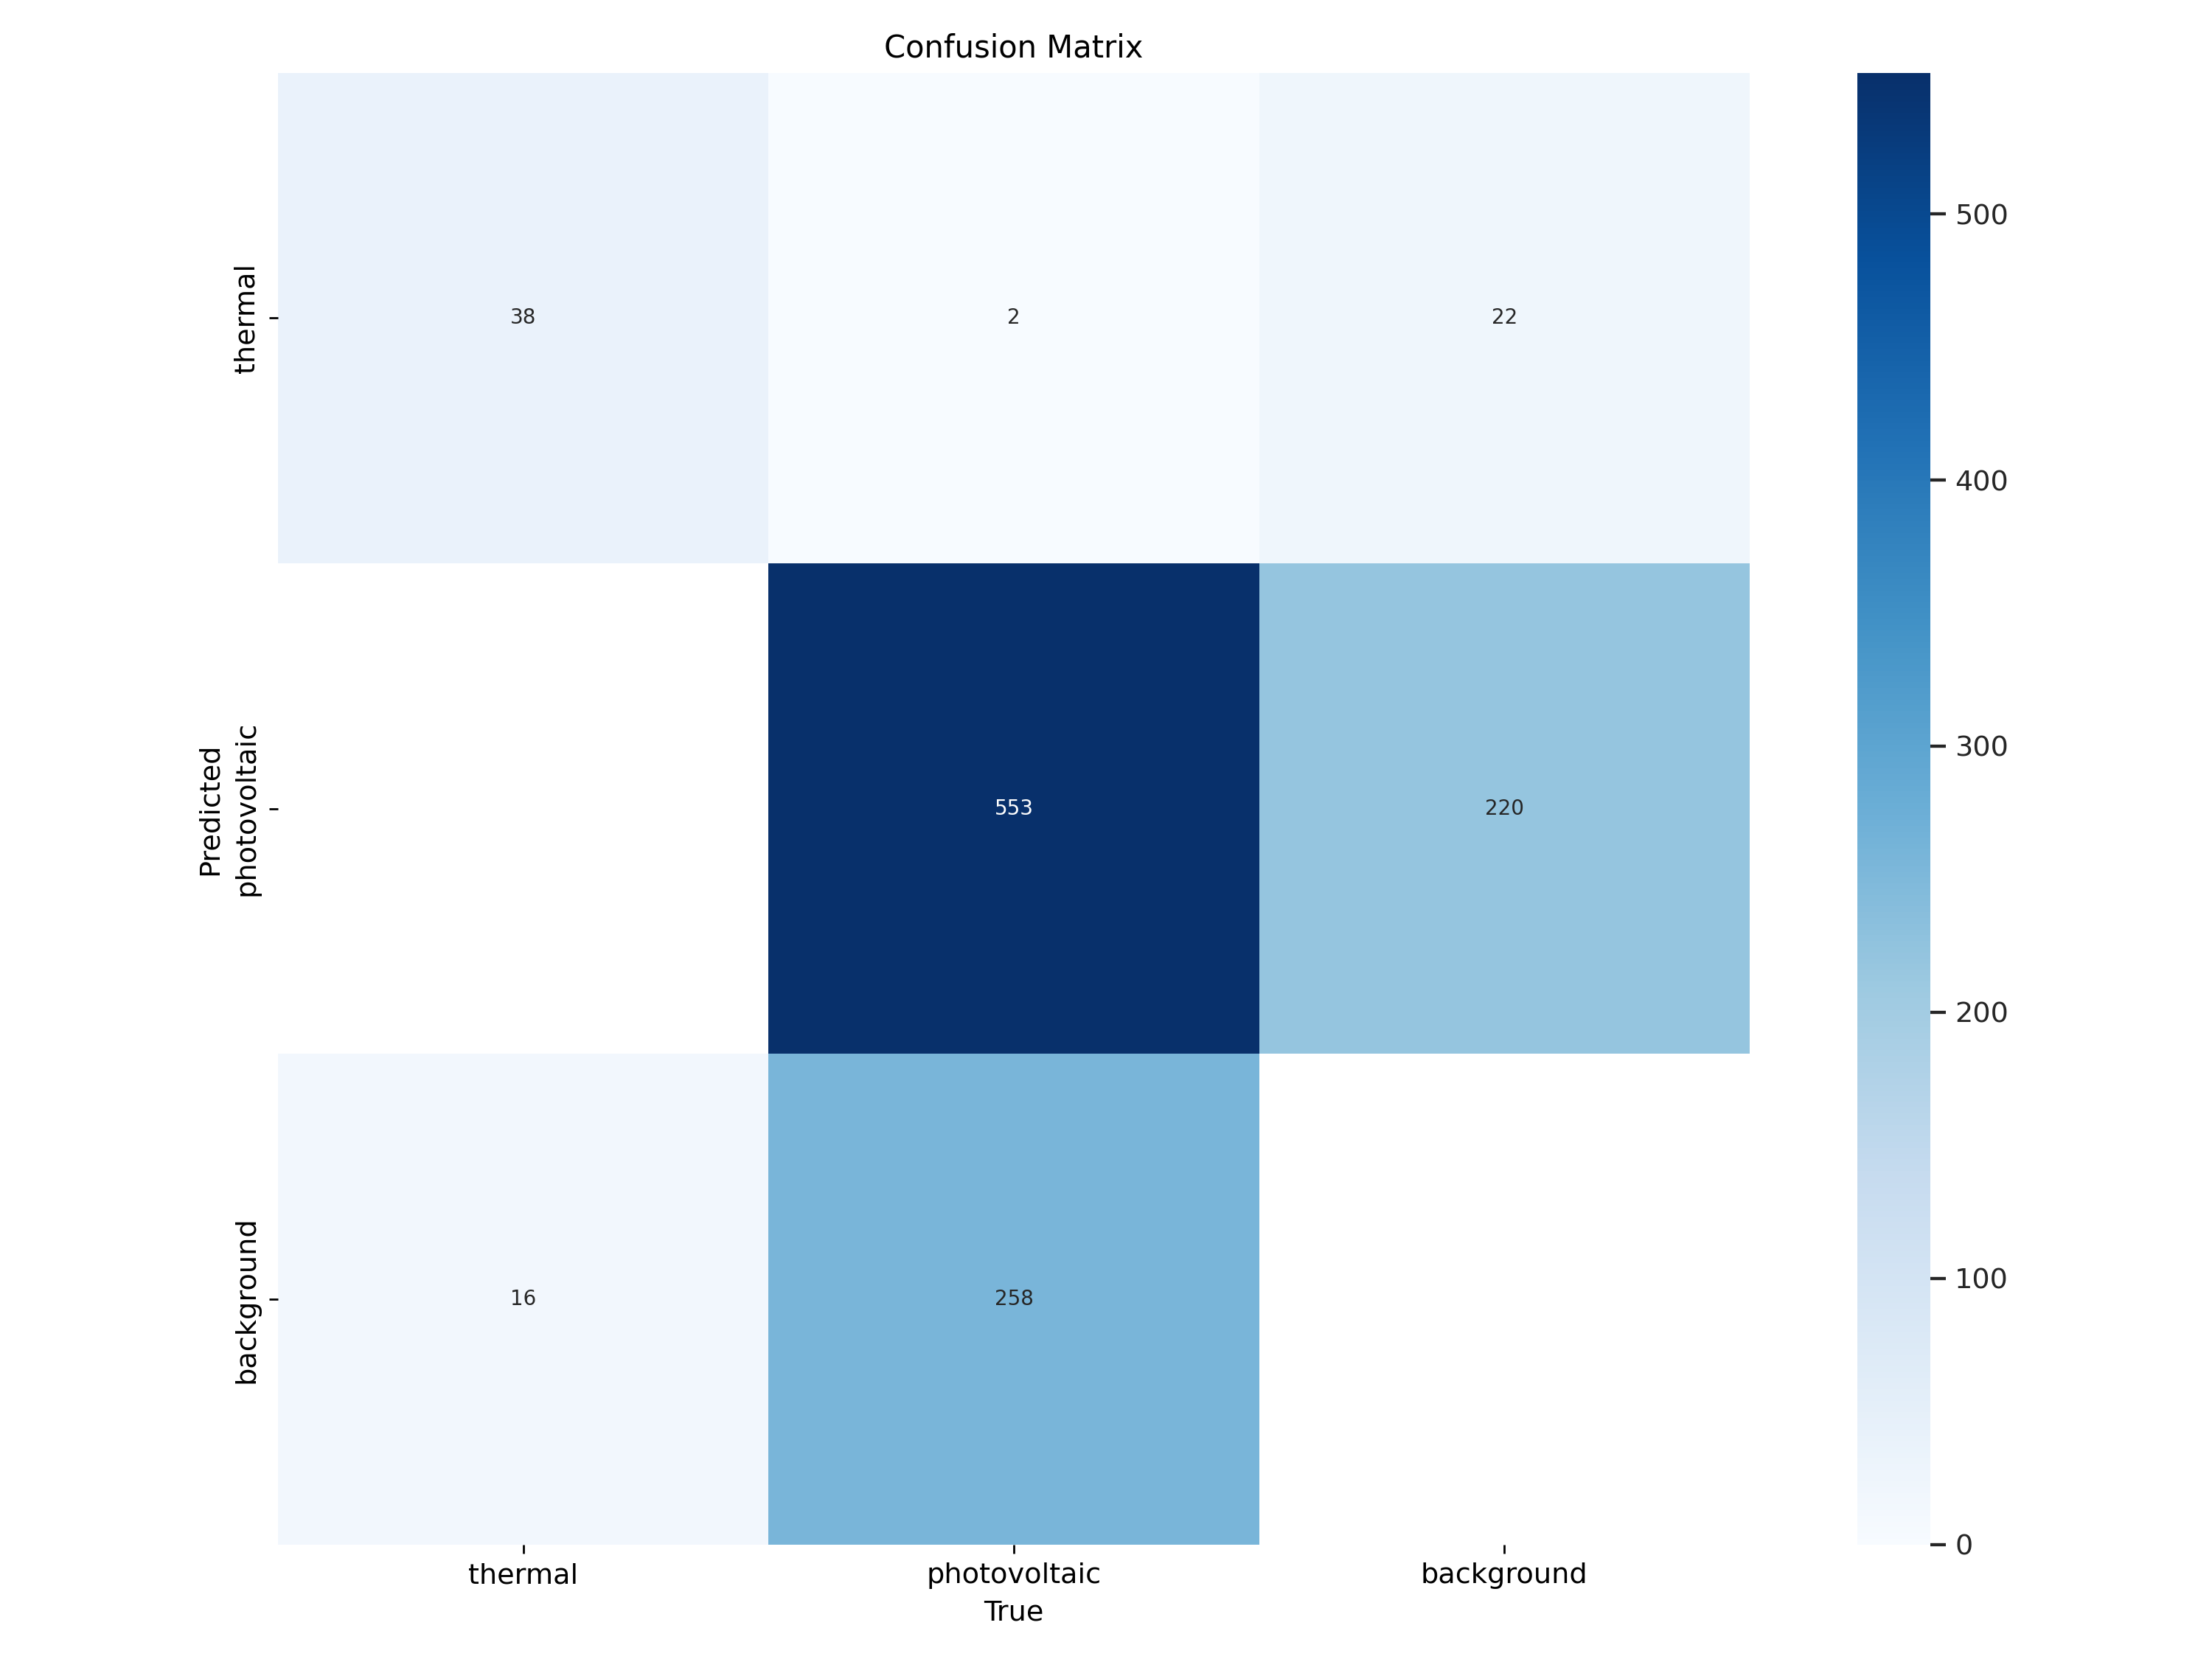 Confusion Matrix
thermal
38
2
22
Predicted
photovoltaic
553
220
background
16
258
thermal
photovoltaic
background
True
500
400
300
200
100
0